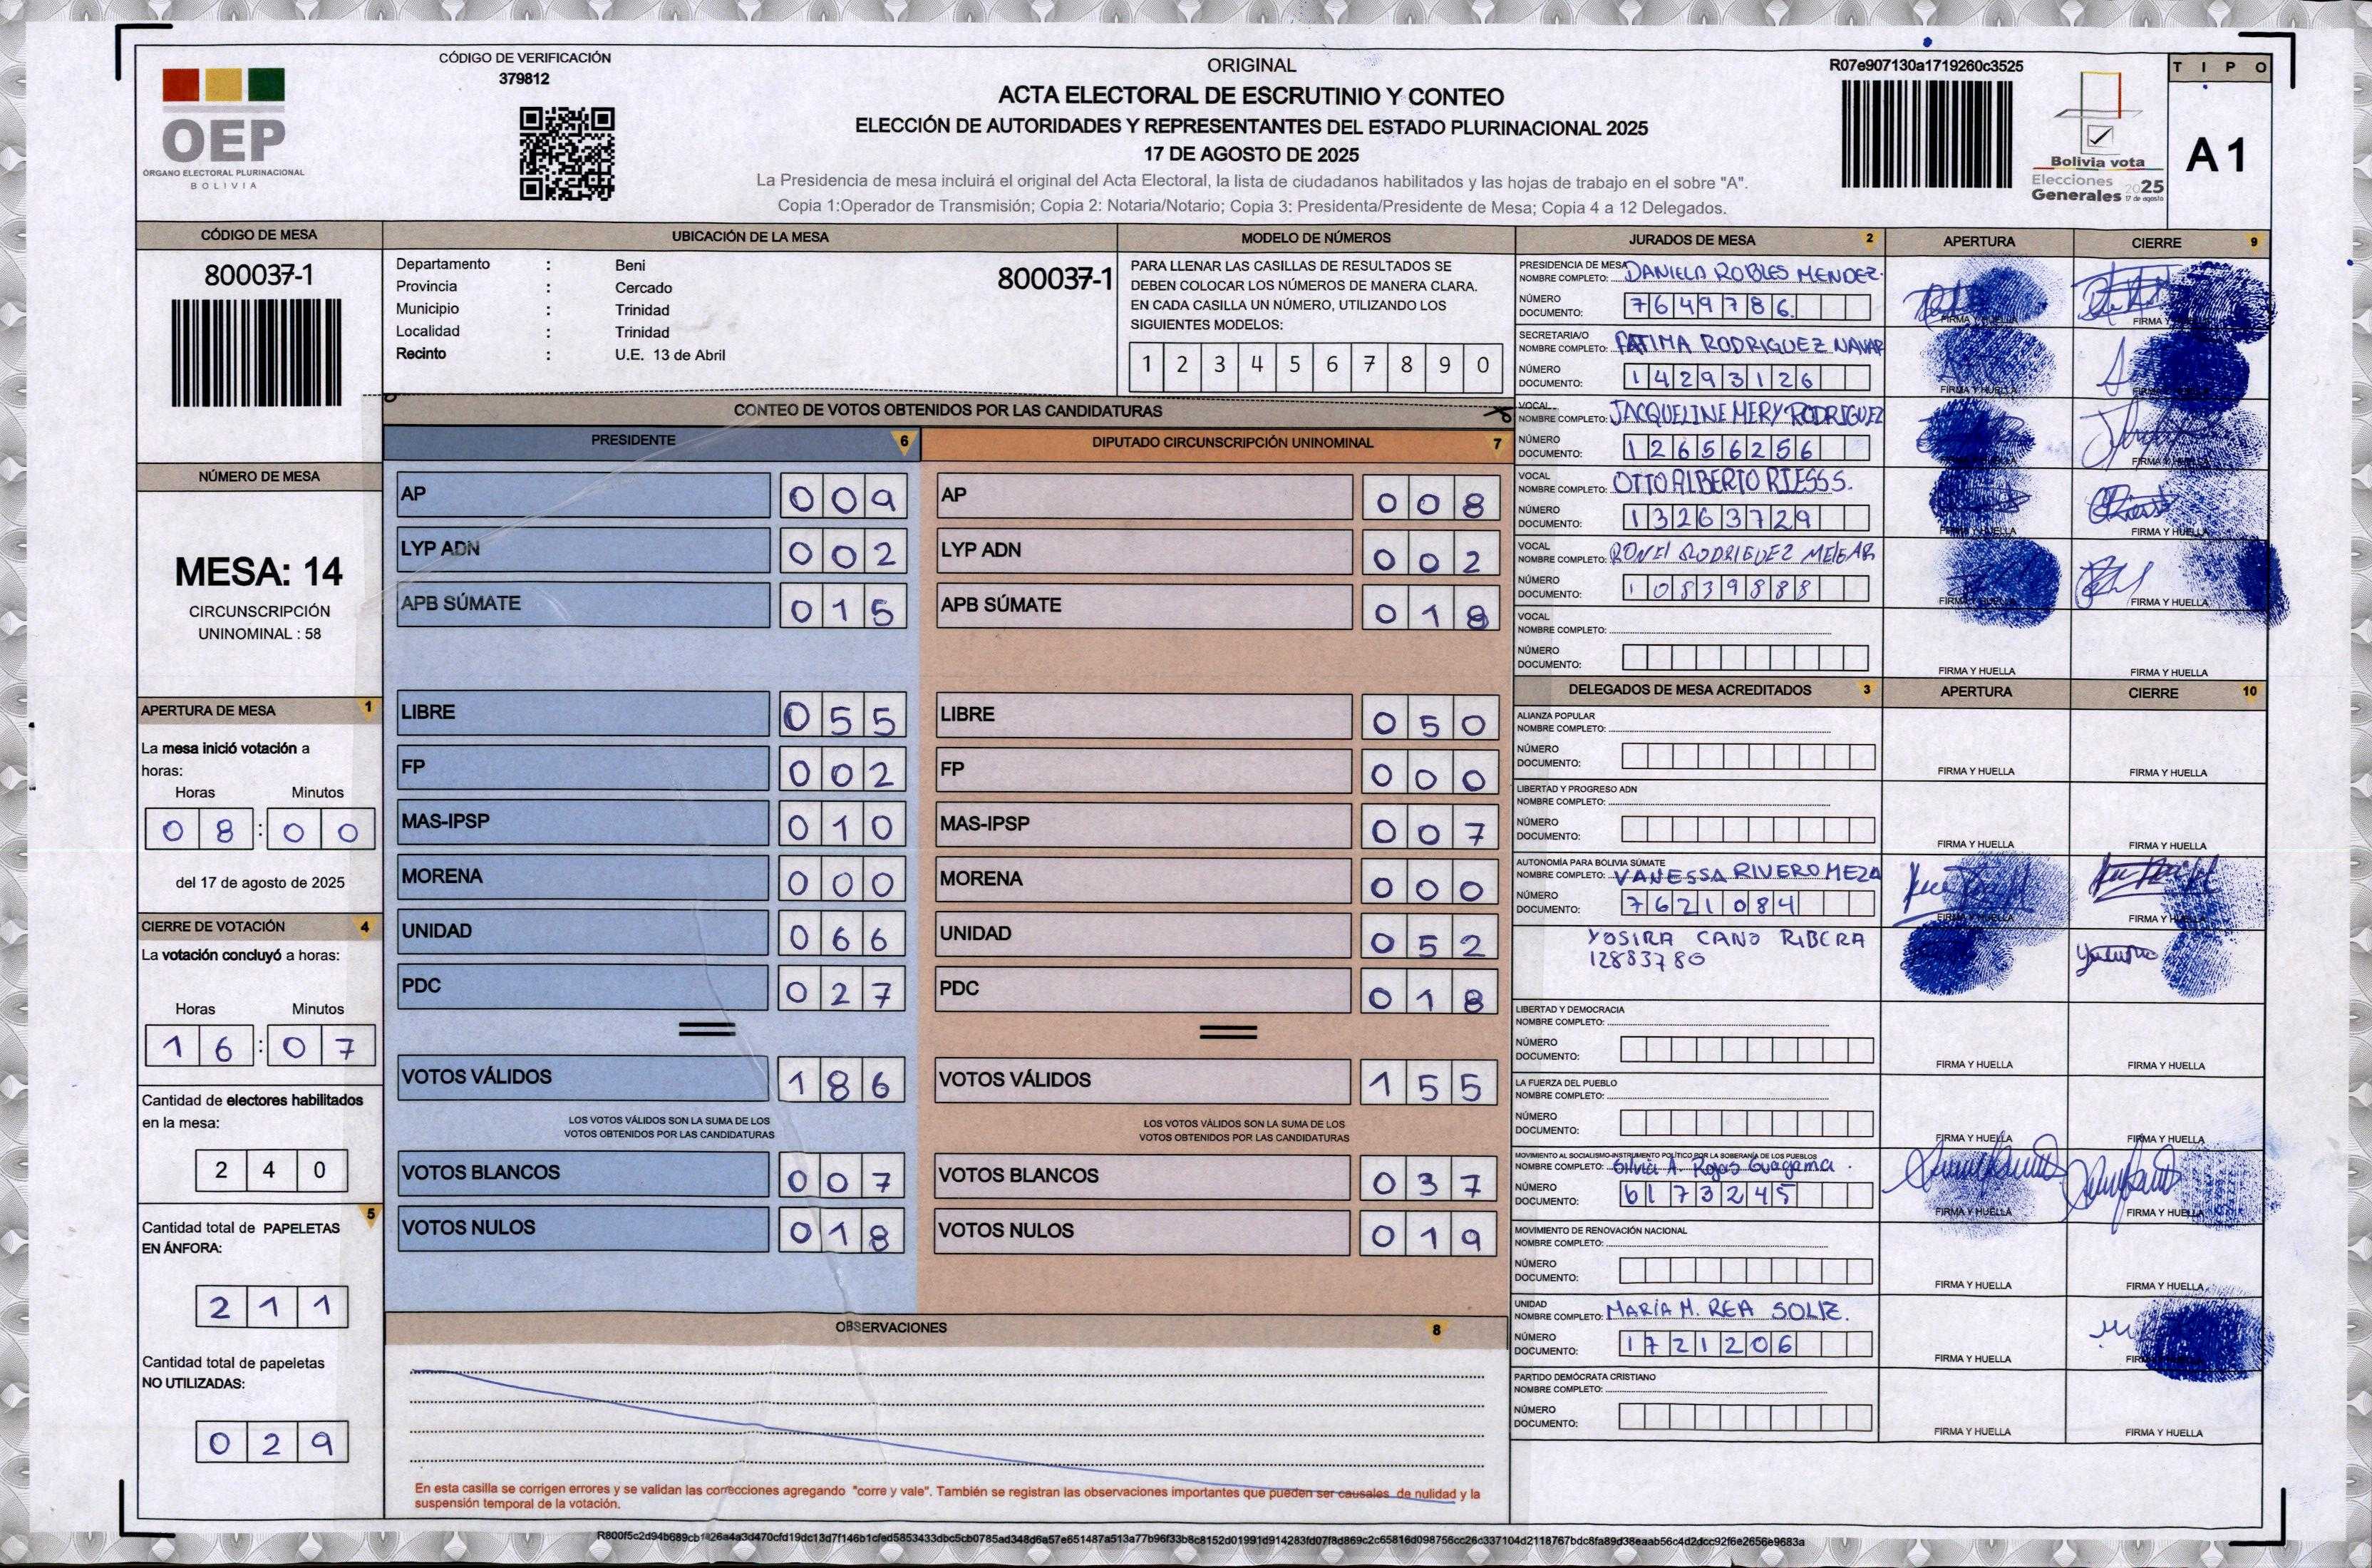 CÓDIGO DE VERIFICACIÓN
379812
OEP
ÓRGANO ELECTORAL PLURINACIONAL
BOLIVIA
ORIGINAL
ACTA ELECTORAL DE ESCRUTINIO Y CONTEO
ELECCIÓN DE AUTORIDADES Y REPRESENTANTES DEL ESTADO PLURINACIONAL 2025
17 DE AGOSTO DE 2025
La Presidencia de mesa incluirá el original del Acta Electoral, la lista de ciudadanos habilitados y las hojas de trabajo en el sobre "A".
Copia 1:Operador de Transmisión; Copia 2: Notaria/Notario; Copia 3: Presidenta/Presidente de Mesa; Copia 4 a 12 Delegados.
R07e907130a1719260c3525
Bolivia vota
Elecciones
Generales 2025
17 de agosto
TIPO
A1
CÓDIGO DE MESA
800037-1
NÚMERO DE MESA
MESA: 14
CIRCUNSCRIPCIÓN
UNINOMINAL : 58
APERTURA DE MESA 1
La mesa inició votación a
horas:
Horas Minutos
08:00
del 17 de agosto de 2025
CIERRE DE VOTACIÓN 4
La votación concluyó a horas:
Horas Minutos
16:07
Cantidad de electores habilitados
en la mesa:
240
5
Cantidad total de PAPELETAS
EN ÁNFORA:
211
Cantidad total de papeletas
NO UTILIZADAS:
029
UBICACIÓN DE LA MESA
Departamento : Beni
800037-1
Provincia : Cercado
Municipio : Trinidad
Localidad : Trinidad
Recinto : U.E. 13 de Abril
MODELO DE NÚMEROS
PARA LLENAR LAS CASILLAS DE RESULTADOS SE
DEBEN COLOCAR LOS NÚMEROS DE MANERA CLARA.
EN CADA CASILLA UN NÚMERO, UTILIZANDO LOS
SIGUIENTES MODELOS:
1 2 3 4 5 6 7 8 9 0
CONTEO DE VOTOS OBTENIDOS POR LAS CANDIDATURAS
PRESIDENTE 6
AP 009
LYP ADN 002
APB SÚMATE 015
LIBRE 055
FP 002
MAS-IPSP 010
MORENA 000
UNIDAD 066
PDC 027
VOTOS VÁLIDOS 186
LOS VOTOS VÁLIDOS SON LA SUMA DE LOS
VOTOS OBTENIDOS POR LAS CANDIDATURAS
VOTOS BLANCOS 007
VOTOS NULOS 018
DIPUTADO CIRCUNSCRIPCIÓN UNINOMINAL 7
AP 008
LYP ADN 002
APB SÚMATE 018
LIBRE 050
FP 000
MAS-IPSP 007
MORENA 000
UNIDAD 052
PDC 018
VOTOS VÁLIDOS 155
LOS VOTOS VÁLIDOS SON LA SUMA DE LOS
VOTOS OBTENIDOS POR LAS CANDIDATURAS
VOTOS BLANCOS 037
VOTOS NULOS 019
OBSERVACIONES 8
En esta casilla se corrigen errores y se validan las correcciones agregando "corre y vale". También se registran las observaciones importantes que pueden ser causales de nulidad y la
suspensión temporal de la votación.
JURADOS DE MESA 2 APERTURA CIERRE 9
PRESIDENCIA DE MESA
NOMBRE COMPLETO: DANIELA ROBLES MENDEZ.
NÚMERO
DOCUMENTO: 7649786
FIRMA Y HUELLA FIRMA Y HUELLA
SECRETARIA/O
NOMBRE COMPLETO: FATIMA RODRIGUEZ NAVAR
NÚMERO
DOCUMENTO: 14293126
FIRMA Y HUELLA FIRMA Y HUELLA
VOCAL
NOMBRE COMPLETO: JACQUELINE MERY RODRIGUEZ
NÚMERO
DOCUMENTO: 12656256
FIRMA Y HUELLA
VOCAL
NOMBRE COMPLETO: OTTO ALBERTO RIESS S.
NÚMERO
DOCUMENTO: 13263729
FIRMA Y HUELLA FIRMA Y HUELLA
VOCAL
NOMBRE COMPLETO: RONEL RODRIGUEZ MELGAR
NÚMERO
DOCUMENTO: 10839888
FIRMA Y HUELLA FIRMA Y HUELLA
VOCAL
NOMBRE COMPLETO:
NÚMERO
DOCUMENTO:
FIRMA Y HUELLA FIRMA Y HUELLA
DELEGADOS DE MESA ACREDITADOS 3 APERTURA CIERRE 10
ALIANZA POPULAR
NOMBRE COMPLETO:
NÚMERO
DOCUMENTO:
FIRMA Y HUELLA FIRMA Y HUELLA
LIBERTAD Y PROGRESO ADN
NOMBRE COMPLETO:
NÚMERO
DOCUMENTO:
FIRMA Y HUELLA FIRMA Y HUELLA
AUTONOMÍA PARA BOLIVIA SÚMATE
NOMBRE COMPLETO: VANESSA RIVERO MEZA
NÚMERO
DOCUMENTO: 7621084
FIRMA Y HUELLA FIRMA Y HUELLA
YOSIRA CANO RIBERA
12883780
LIBERTAD Y DEMOCRACIA
NOMBRE COMPLETO:
NÚMERO
DOCUMENTO:
FIRMA Y HUELLA FIRMA Y HUELLA
LA FUERZA DEL PUEBLO
NOMBRE COMPLETO:
NÚMERO
DOCUMENTO:
FIRMA Y HUELLA FIRMA Y HUELLA
MOVIMIENTO AL SOCIALISMO-INSTRUMENTO POLÍTICO POR LA SOBERANÍA DE LOS PUEBLOS
NOMBRE COMPLETO: Silvia A. Rojas Guagama.
NÚMERO
DOCUMENTO: 6173245
FIRMA Y HUELLA FIRMA Y HUELLA
MOVIMIENTO DE RENOVACIÓN NACIONAL
NOMBRE COMPLETO:
NÚMERO
DOCUMENTO:
FIRMA Y HUELLA FIRMA Y HUELLA
UNIDAD
NOMBRE COMPLETO: MARÍA M. REA SOLIZ.
NÚMERO
DOCUMENTO: 1721206
FIRMA Y HUELLA
PARTIDO DEMÓCRATA CRISTIANO
NOMBRE COMPLETO:
NÚMERO
DOCUMENTO:
FIRMA Y HUELLA FIRMA Y HUELLA